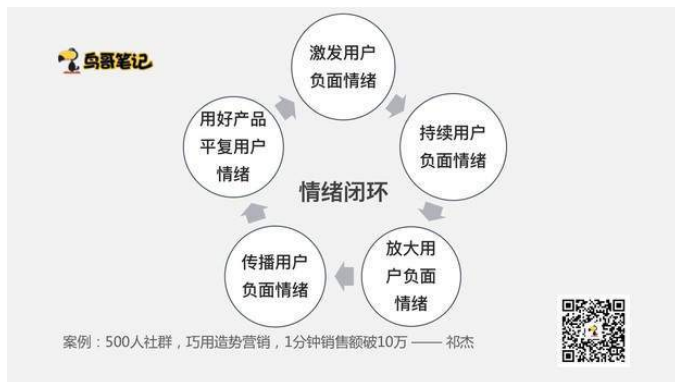 鸟哥笔记
激发用户
负面情绪
持续用户
负面情绪
放大用
户负面
情绪
传播用户
负面情绪
用好产品
平复用户
情绪
情绪闭环
案例：500人社群，巧用造势营销，1分钟销售额破10万 —— 祁杰